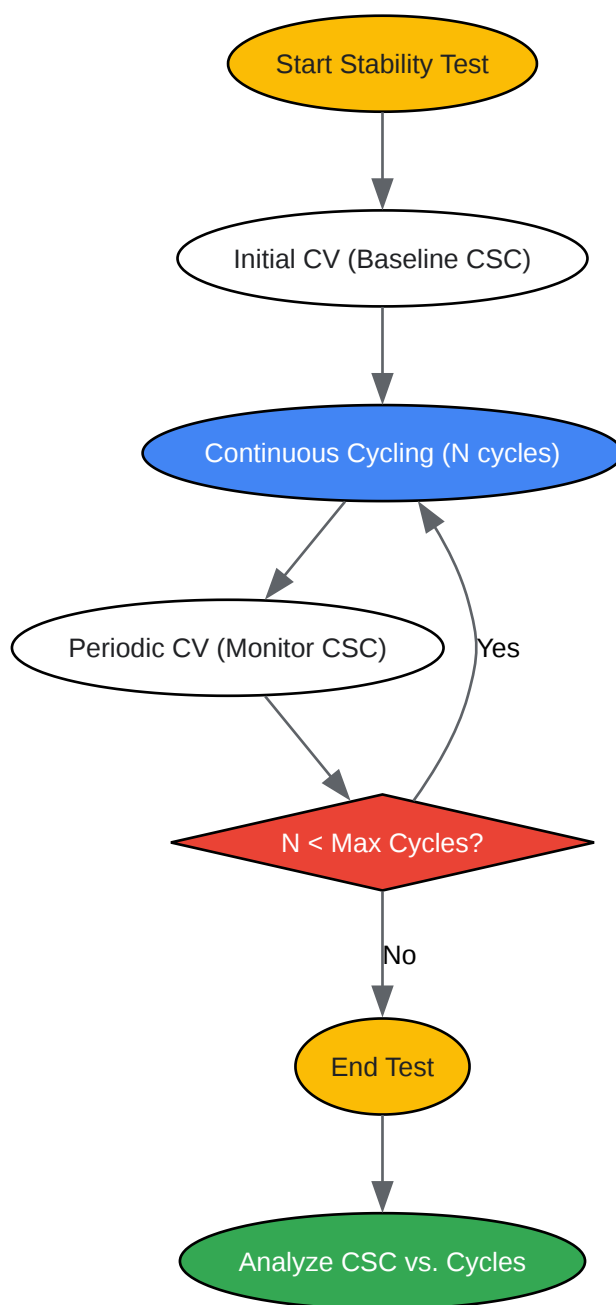 Start Stability Test
Initial CV (Baseline CSC)
Continuous Cycling (N cycles)
Periodic CV (Monitor CSC)
Yes
N < Max Cycles?
No
End Test
Analyze CSC vs. Cycles